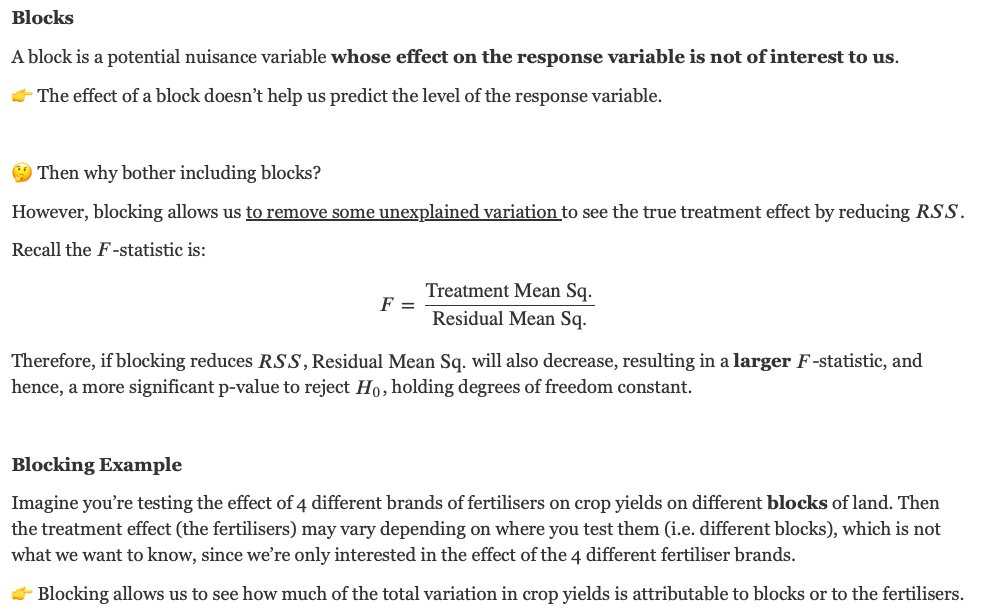 Blocks
A block is a potential nuisance variable whose effect on the response variable is not of interest to us.
👉 The effect of a block doesn’t help us predict the level of the response variable.
🤔 Then why bother including blocks?
However, blocking allows us to remove some unexplained variation to see the true treatment effect by reducing RSS.
Recall the F-statistic is:
F = Treatment Mean Sq. / Residual Mean Sq.
Therefore, if blocking reduces RSS, Residual Mean Sq. will also decrease, resulting in a larger F-statistic, and
hence, a more significant p-value to reject H₀, holding degrees of freedom constant.
Blocking Example
Imagine you’re testing the effect of 4 different brands of fertilisers on crop yields on different blocks of land. Then
the treatment effect (the fertilisers) may vary depending on where you test them (i.e. different blocks), which is not
what we want to know, since we’re only interested in the effect of the 4 different fertiliser brands.
👉 Blocking allows us to see how much of the total variation in crop yields is attributable to blocks or to the fertilisers.